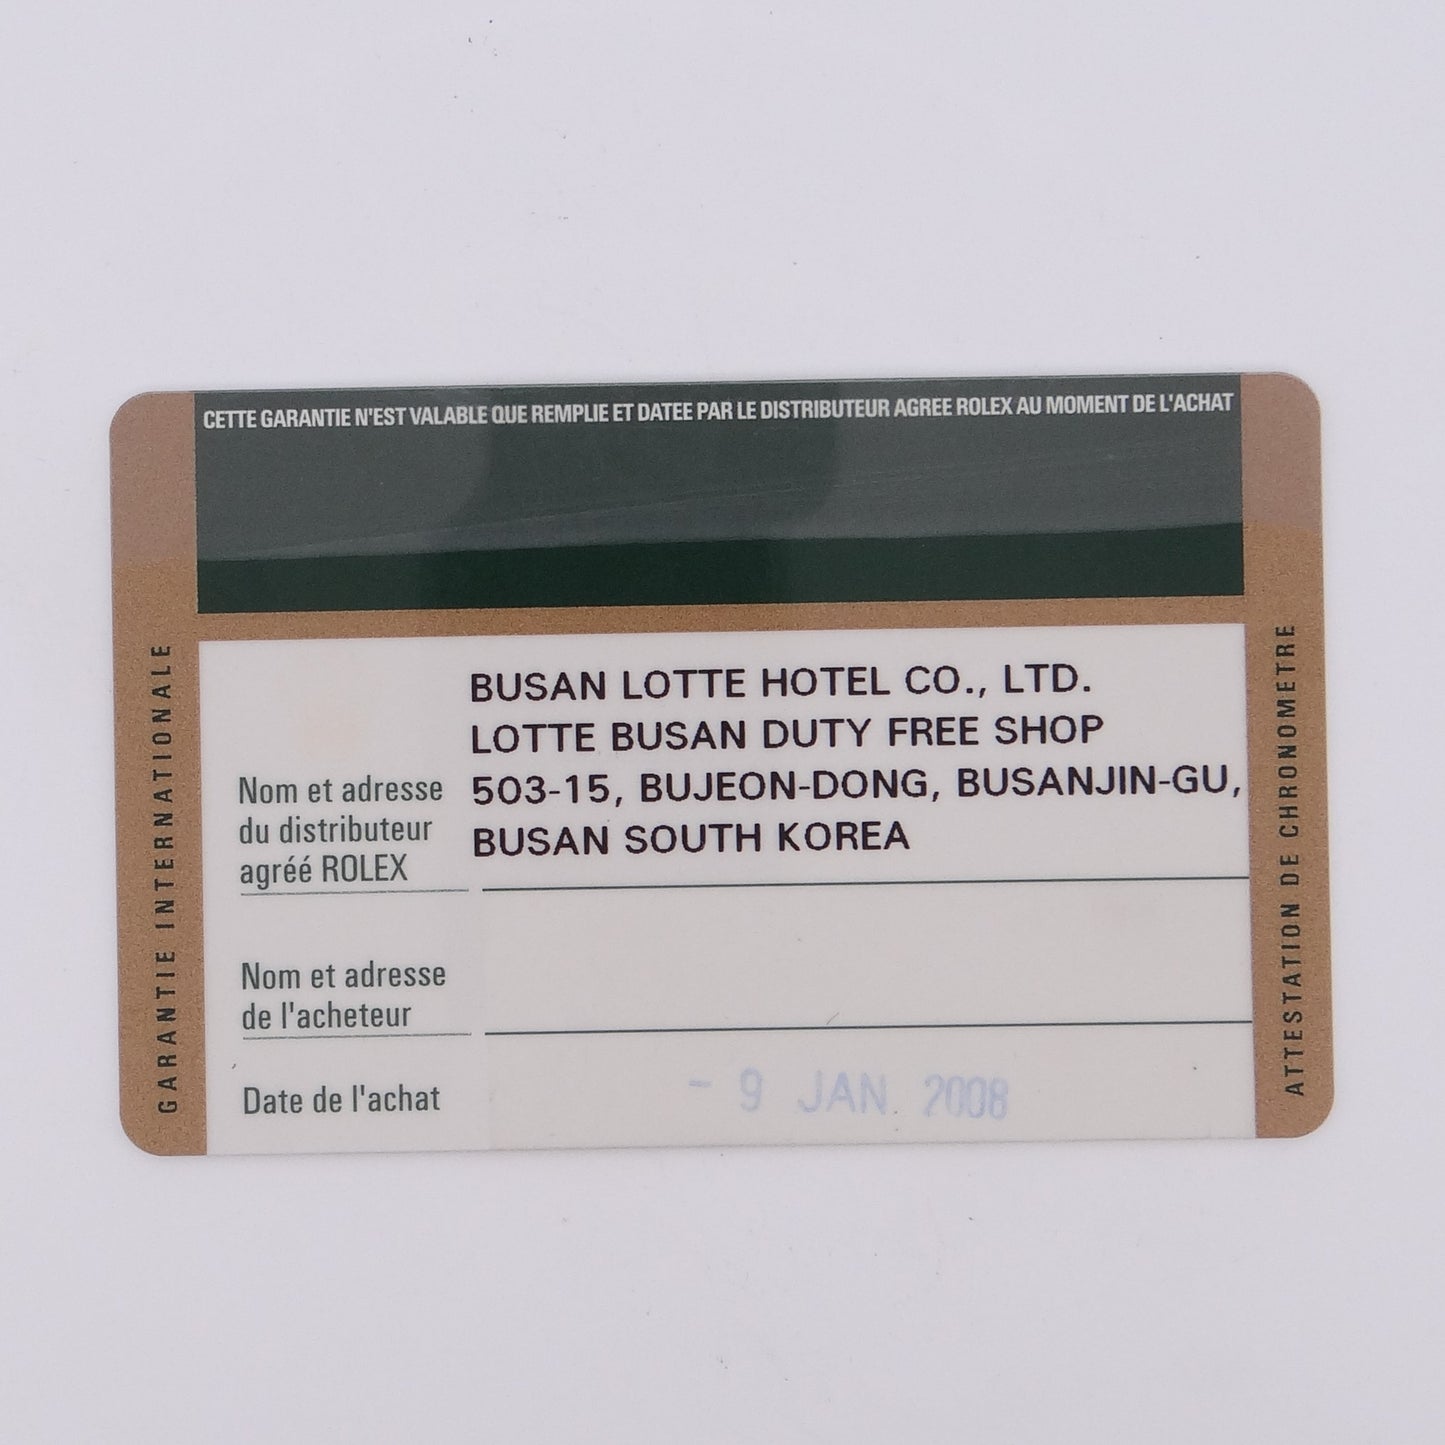 CETTE GARANTIE N'EST VALABLE QUE REMPLIE ET DATEE PAR LE DISTRIBUTEUR AGREE ROLEX AU MOMENT DE L'ACHAT
GARANTIE INTERNATIONALE
BUSAN LOTTE HOTEL CO., LTD.
LOTTE BUSAN DUTY FREE SHOP
503-15, BUJEON-DONG, BUSANJIN-GU,
BUSAN SOUTH KOREA
Nom et adresse
du distributeur
agréé ROLEX
Nom et adresse
de l'acheteur
Date de l'achat
- 9 JAN. 2008
ATTESTATION DE CHRONOMETRE